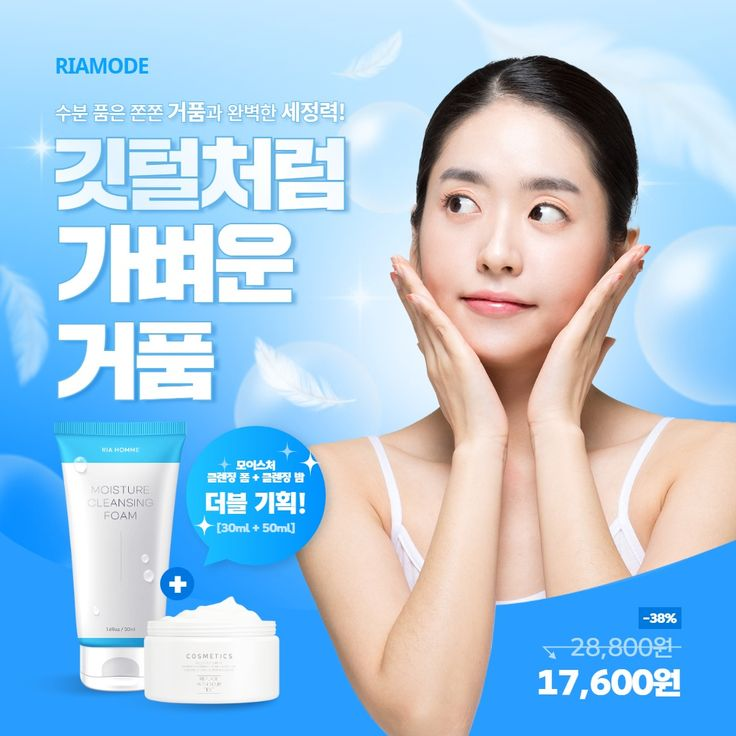 RIAMODE
수분 품은 쫀쫀 거품과 완벽한 세정력!
깃털처럼
가벼운
거품
RIA HOMME
MOISTURE
CLEANSING
FOAM
모이스처
클렌징 폼 + 클렌징 밤
더블 기획!
[30ml + 50ml]
+
COSMETICS
-38%
28,800원
17,600원